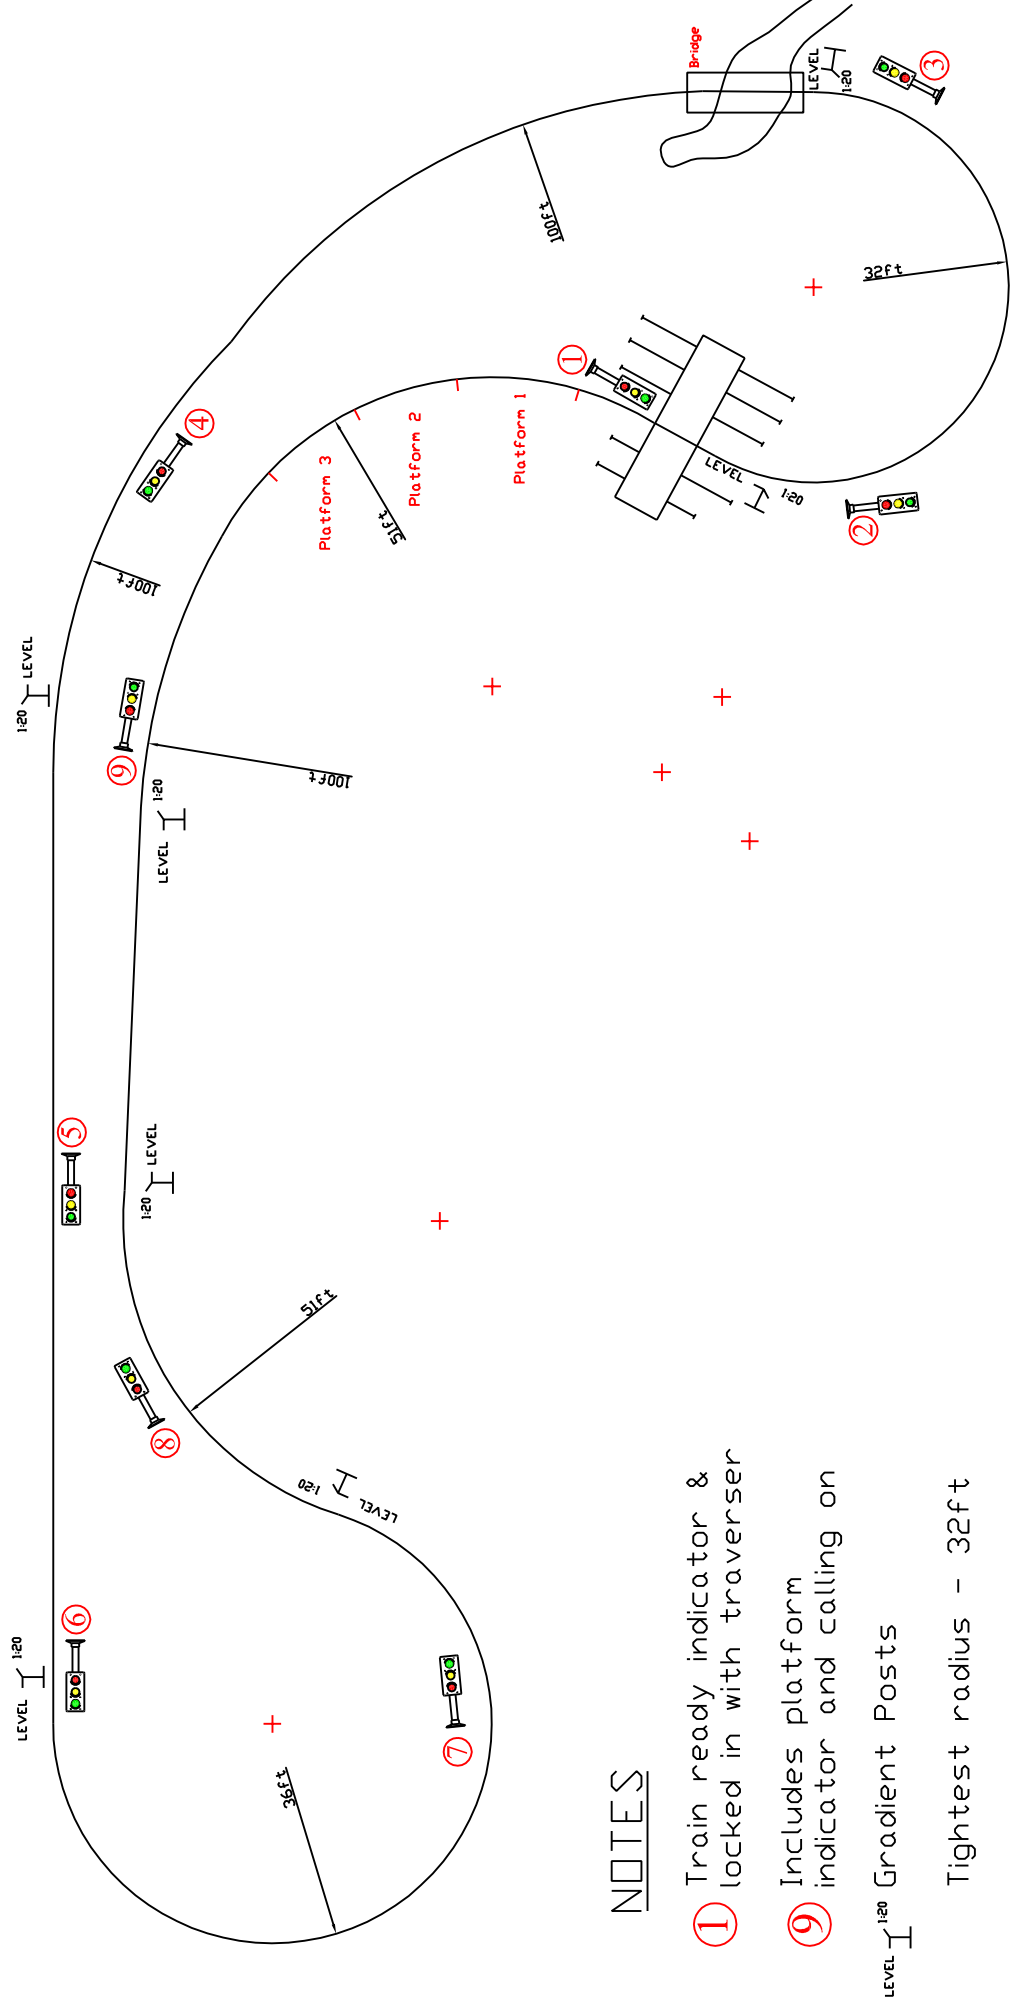 Bridge
LEVEL
1:20
3
100ft
32ft
1
4
Platform 1
Platform 2
Platform 3
51ft
LEVEL
1:20
2
100ft
LEVEL
1:20
9
100ft
1:20
LEVEL
5
LEVEL
1:20
51ft
8
1:20
LEVEL
6
1:20
LEVEL
7
36ft
NOTES
1 Train ready indicator &
locked in with traverser
9 Includes platform
indicator and calling on
LEVEL 1:20 Gradient Posts
Tightest radius - 32ft